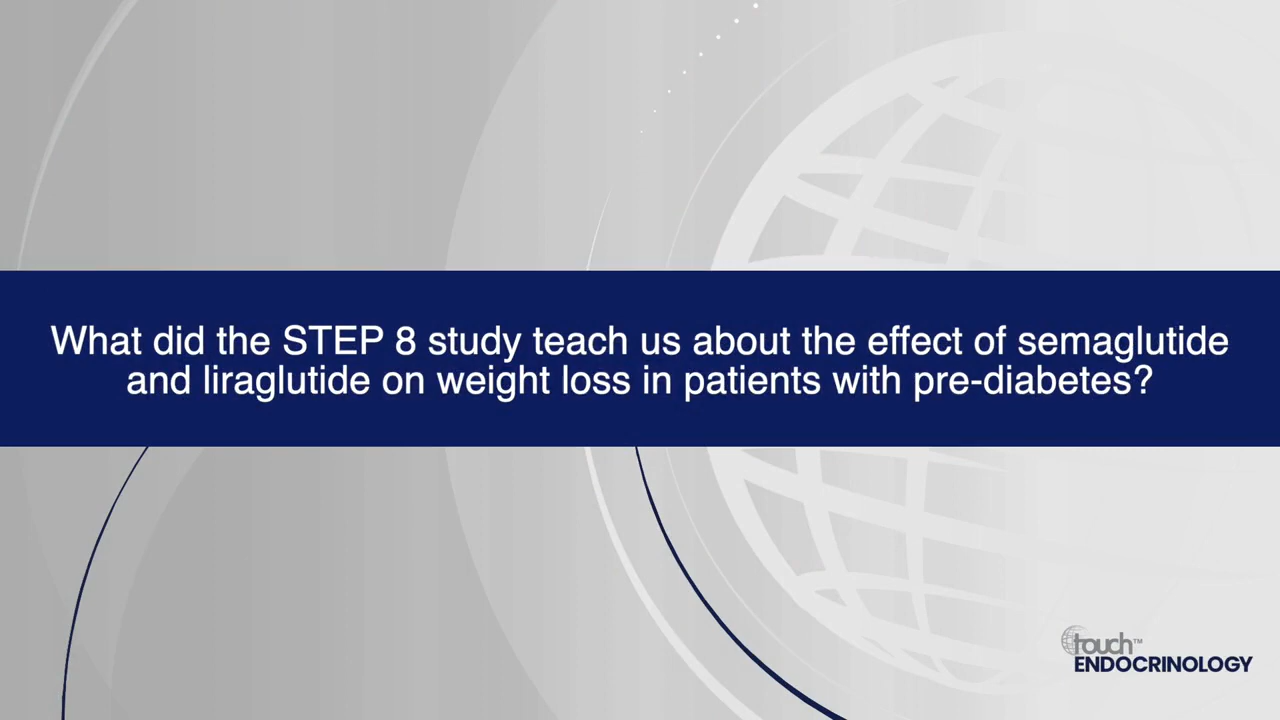 What did the STEP 8 study teach us about the effect of semaglutide
and liraglutide on weight loss in patients with pre-diabetes?
touch™
ENDOCRINOLOGY